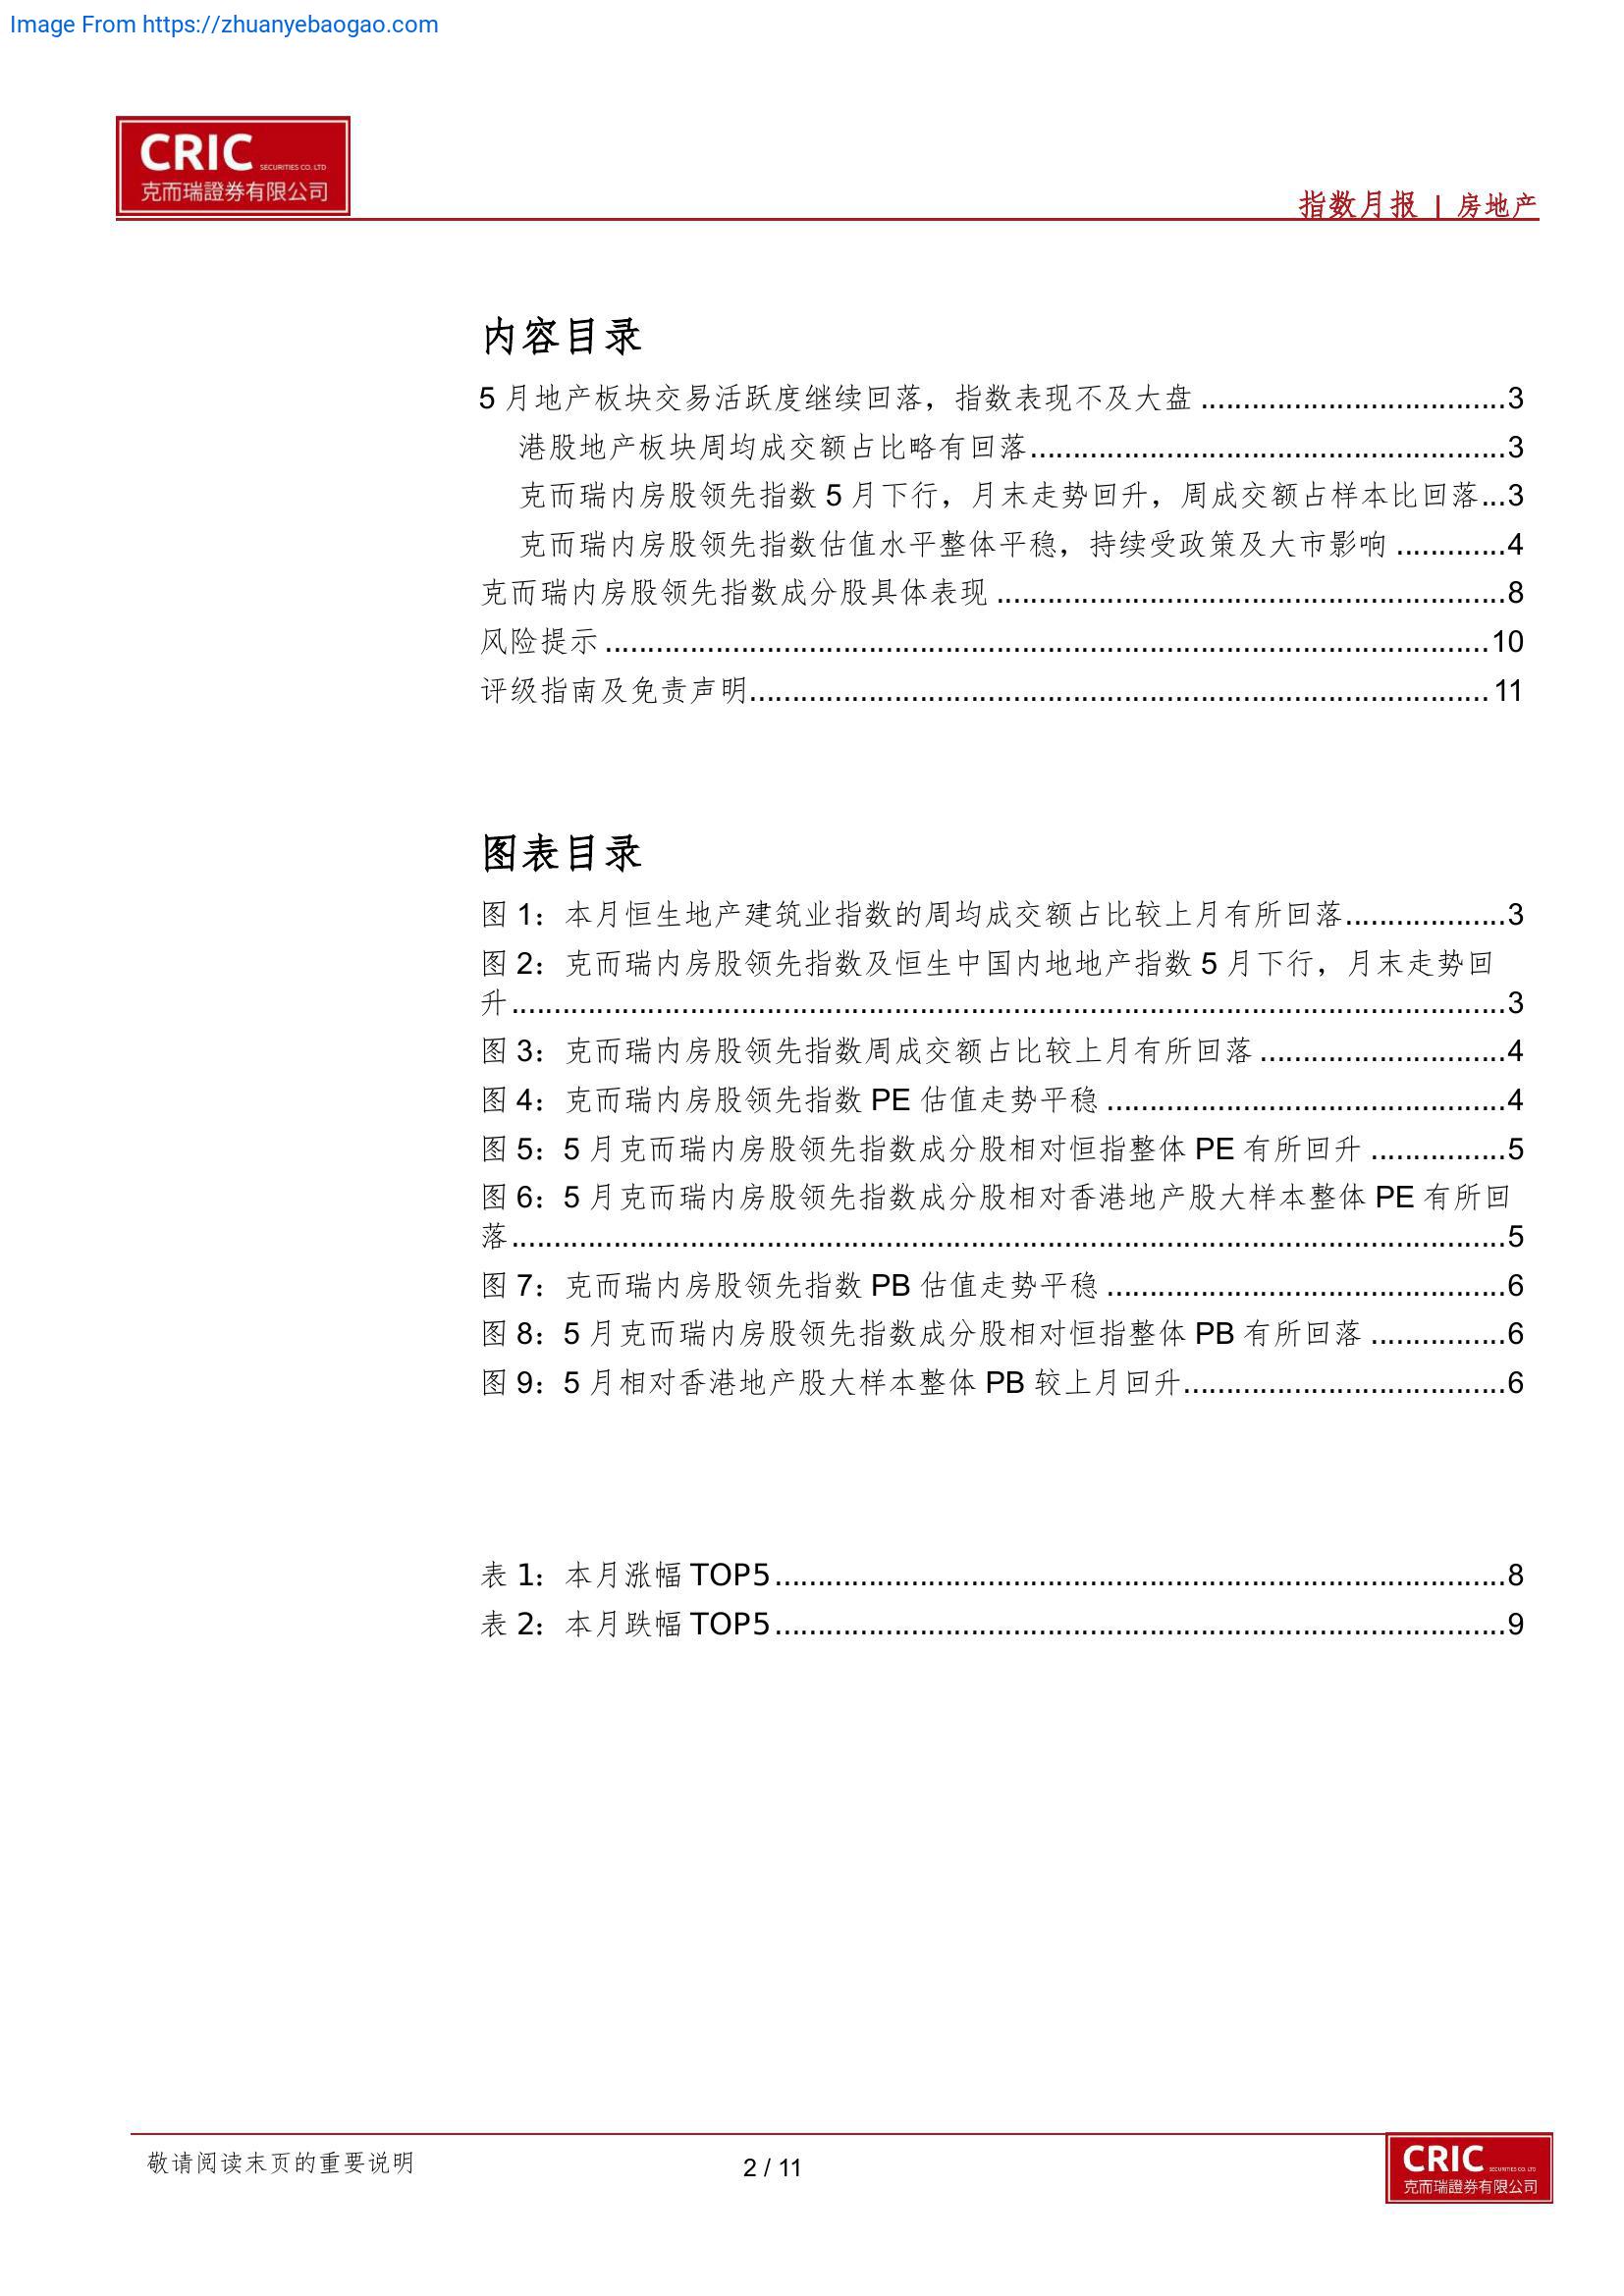 Image From https://zhuanyebaogao.com
CRIC SECURITIES CO. LTD
克而瑞證券有限公司
指数月报 | 房地产
内容目录
5 月地产板块交易活跃度继续回落，指数表现不及大盘 ....................................3
港股地产板块周均成交额占比略有回落........................................................3
克而瑞内房股领先指数 5 月下行，月末走势回升，周成交额占样本比回落...3
克而瑞内房股领先指数估值水平整体平稳，持续受政策及大市影响 .............4
克而瑞内房股领先指数成分股具体表现 ............................................................8
风险提示 ........................................................................................................10
评级指南及免责声明.......................................................................................11
图表目录
图 1：本月恒生地产建筑业指数的周均成交额占比较上月有所回落...................3
图 2：克而瑞内房股领先指数及恒生中国内地地产指数 5 月下行，月末走势回
升.....................................................................................................................3
图 3：克而瑞内房股领先指数周成交额占比较上月有所回落 .............................4
图 4：克而瑞内房股领先指数 PE 估值走势平稳 ...............................................4
图 5：5 月克而瑞内房股领先指数成分股相对恒指整体 PE 有所回升 ................5
图 6：5 月克而瑞内房股领先指数成分股相对香港地产股大样本整体 PE 有所回
落.....................................................................................................................5
图 7：克而瑞内房股领先指数 PB 估值走势平稳 ...............................................6
图 8：5 月克而瑞内房股领先指数成分股相对恒指整体 PB 有所回落 ................6
图 9：5 月相对香港地产股大样本整体 PB 较上月回升......................................6
表 1：本月涨幅 TOP5......................................................................................8
表 2：本月跌幅 TOP5......................................................................................9
敬请阅读末页的重要说明
2 / 11
CRIC SECURITIES CO. LTD
克而瑞證券有限公司